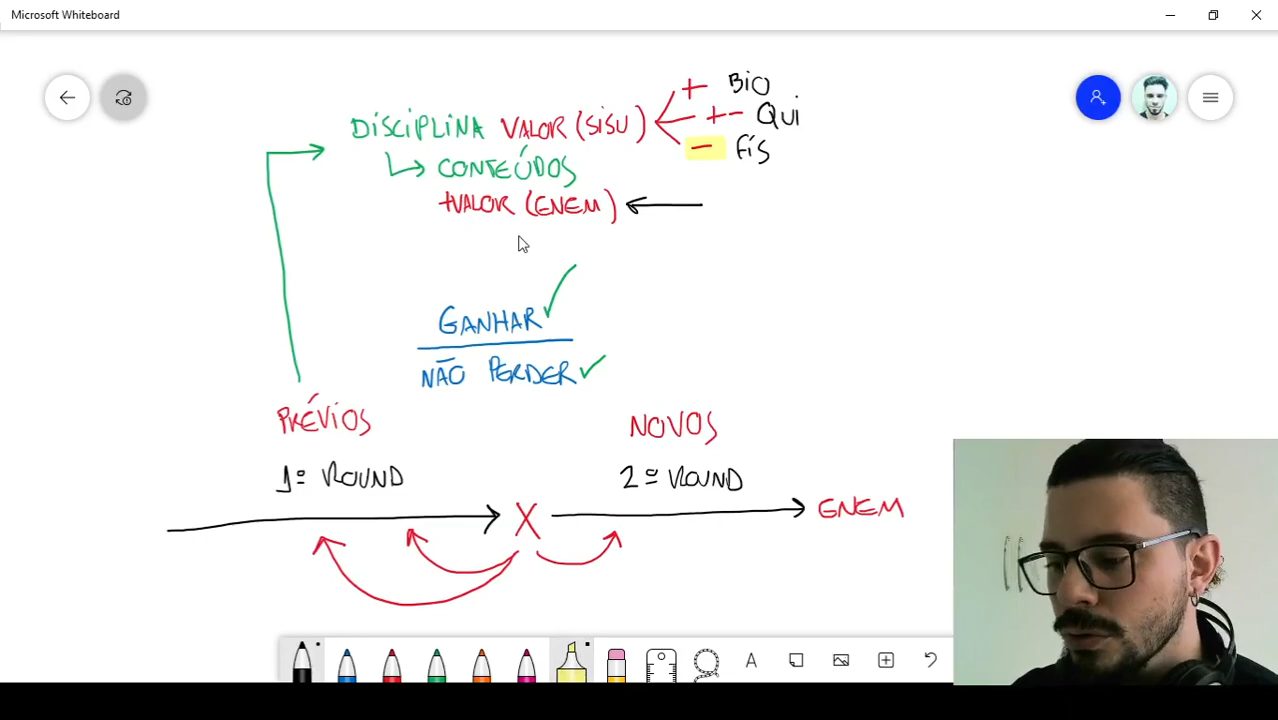 Microsoft Whiteboard
+ BiO
DiSCiPLiNA VALOR (SiSU) + - QUi
- FÍS
CONTEÚDOS
+VALOR (ENEM)
GANHAR
NÃO PERDER
PRÉViOS NOVOS
1º ROUND 2º ROUND
X ENEM
A